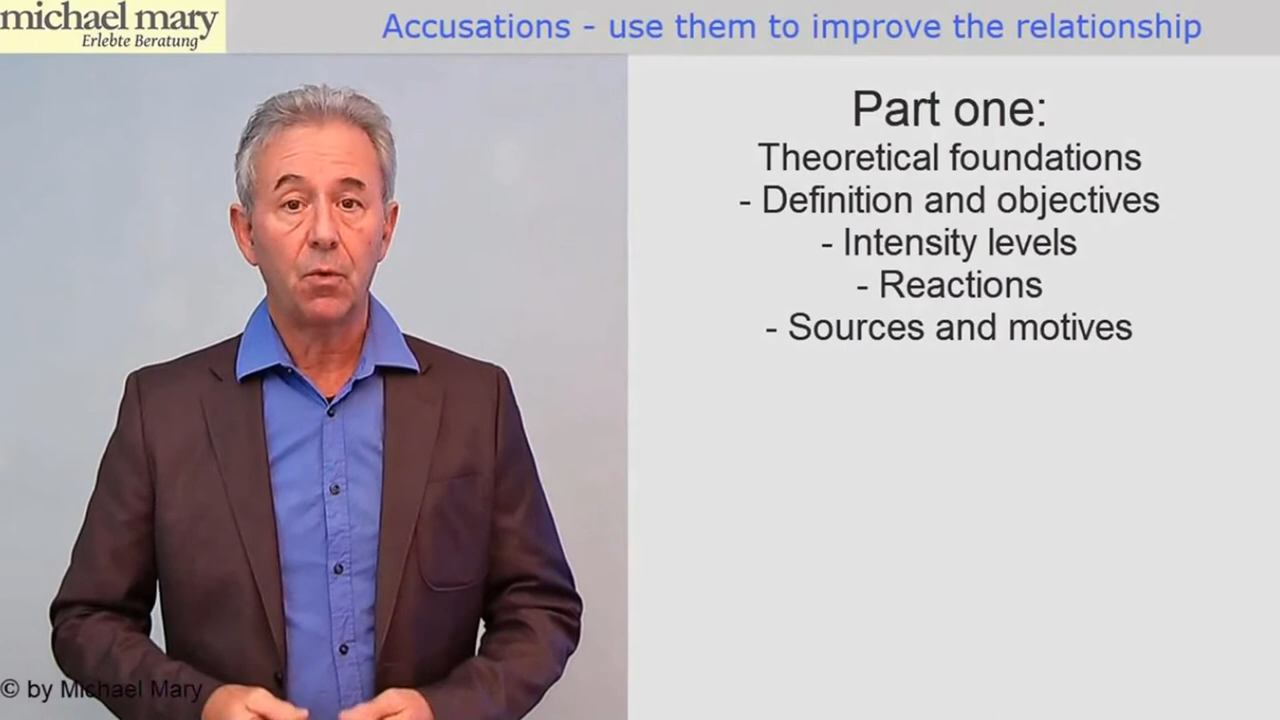 michael mary
Erlebte Beratung
Accusations - use them to improve the relationship
Part one:
Theoretical foundations
- Definition and objectives
- Intensity levels
- Reactions
- Sources and motives
© by Michael Mary